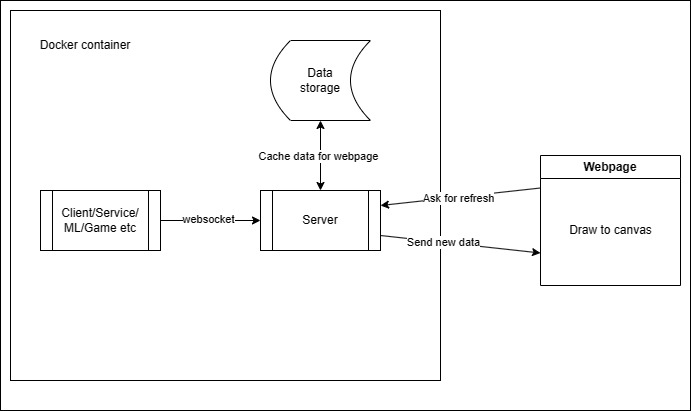 Docker container
Data
storage
Cache data for webpage
Client/Service/
ML/Game etc
websocket
Server
Ask for refresh
Send new data
Webpage
Draw to canvas